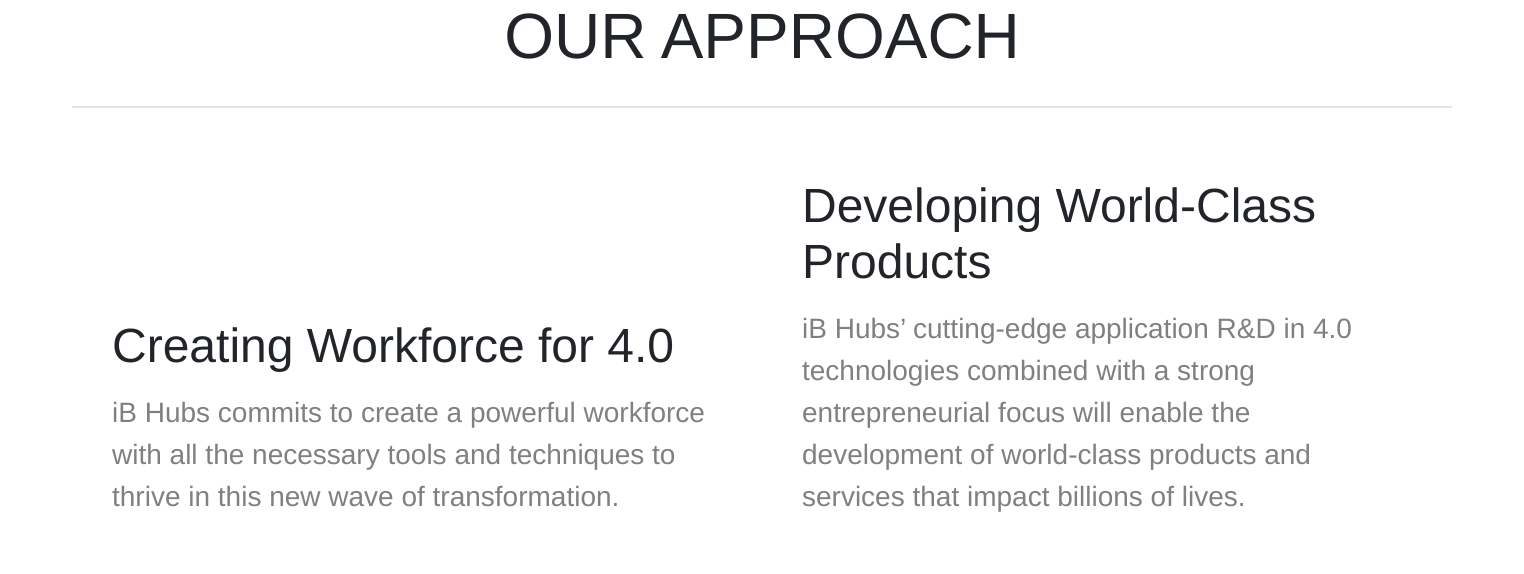 OUR APPROACH
Creating Workforce for 4.0
iB Hubs commits to create a powerful workforce
with all the necessary tools and techniques to
thrive in this new wave of transformation.
Developing World-Class
Products
iB Hubs’ cutting-edge application R&D in 4.0
technologies combined with a strong
entrepreneurial focus will enable the
development of world-class products and
services that impact billions of lives.